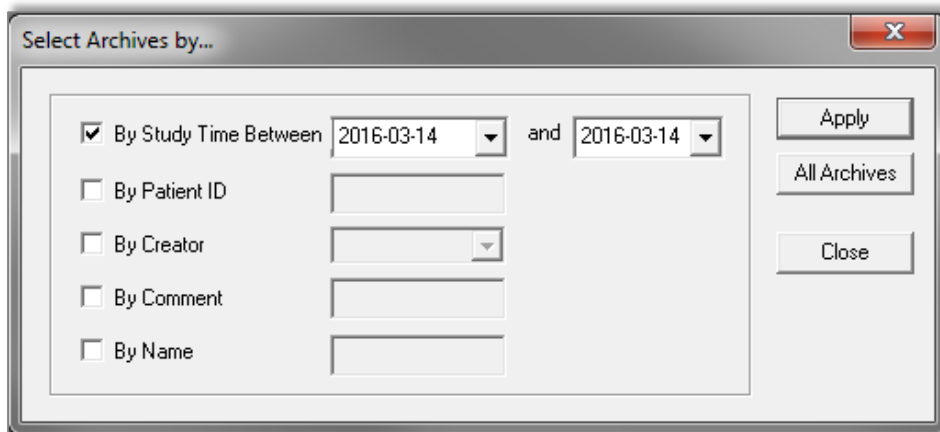 Select Archives by...
By Study Time Between 2016-03-14 and 2016-03-14
By Patient ID
By Creator
By Comment
By Name
Apply
All Archives
Close